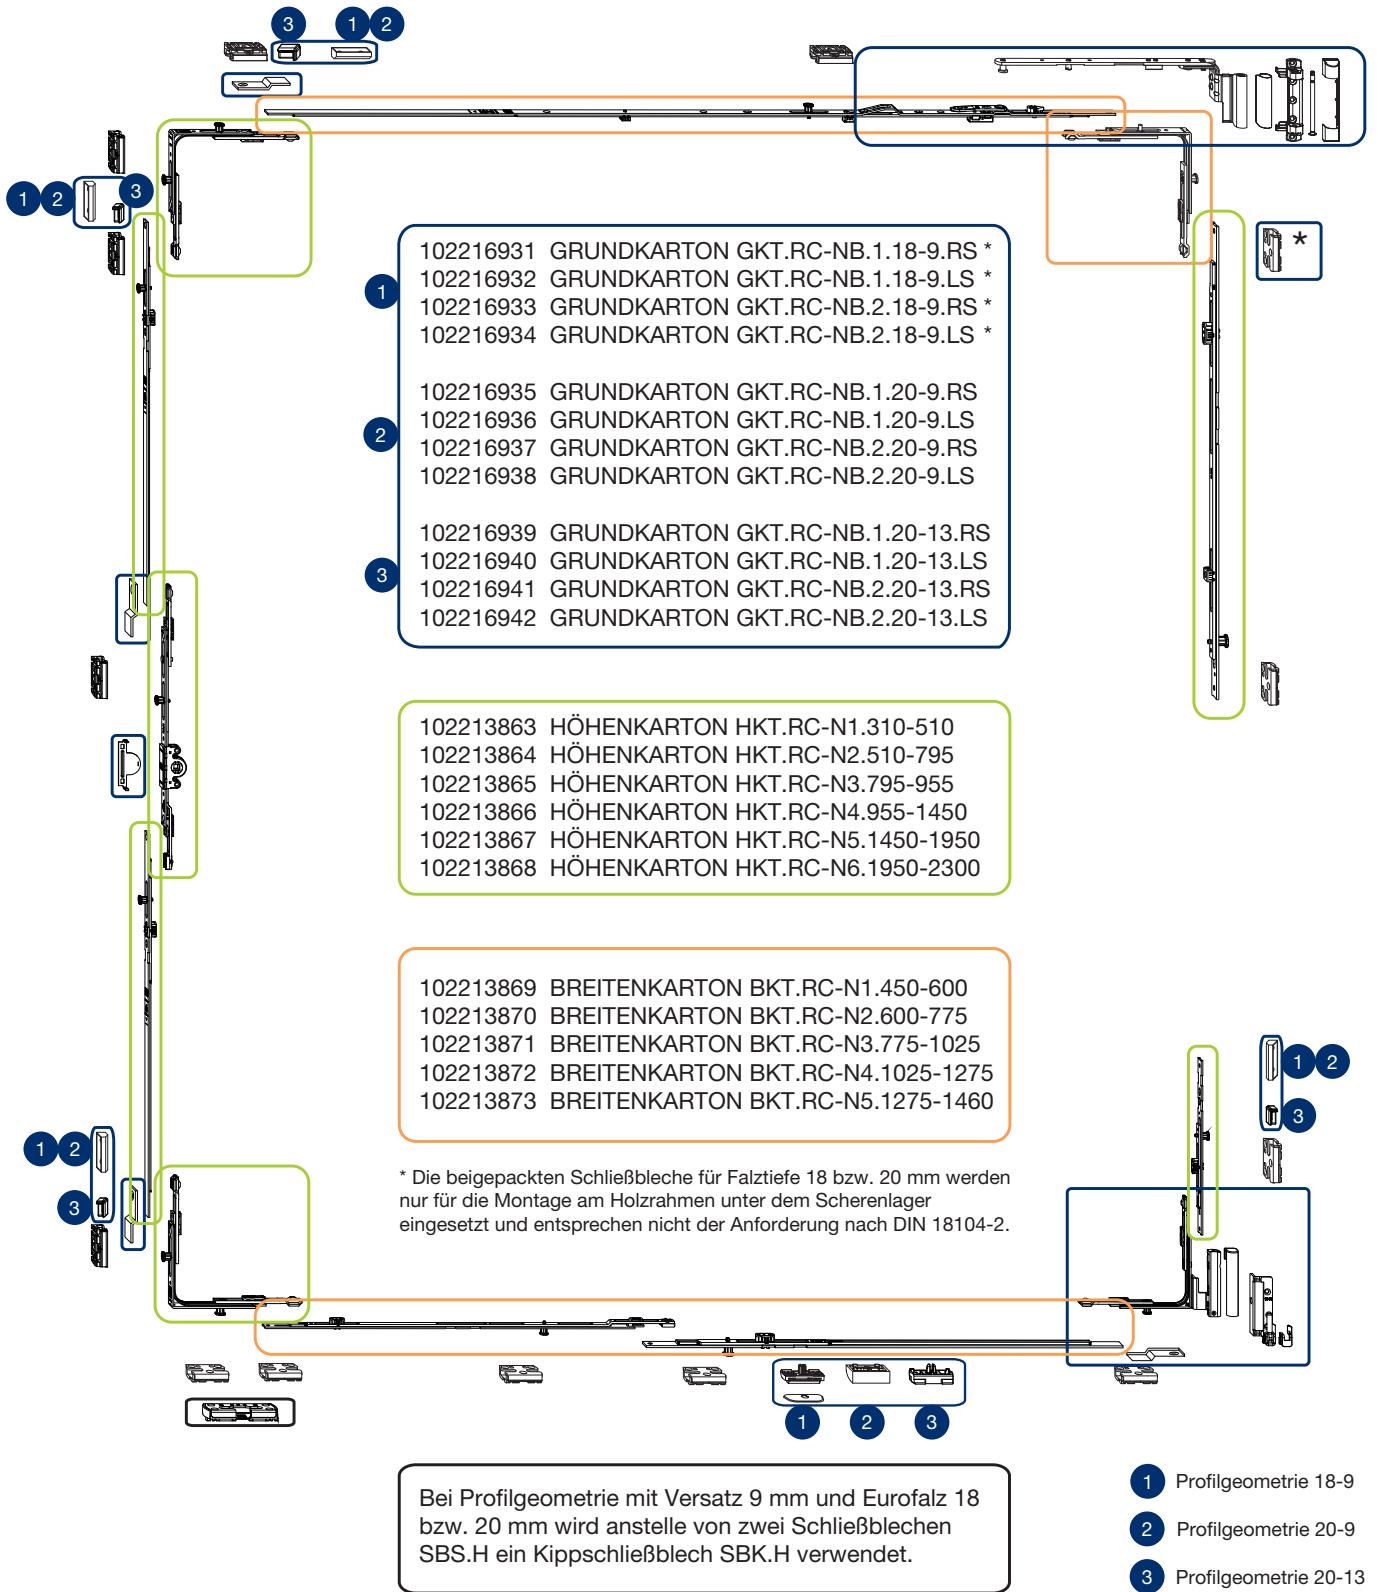 3
1 2
3
1 2
*
102216931 GRUNDKARTON GKT.RC-NB.1.18-9.RS *
102216932 GRUNDKARTON GKT.RC-NB.1.18-9.LS *
1
102216933 GRUNDKARTON GKT.RC-NB.2.18-9.RS *
102216934 GRUNDKARTON GKT.RC-NB.2.18-9.LS *
102216935 GRUNDKARTON GKT.RC-NB.1.20-9.RS
102216936 GRUNDKARTON GKT.RC-NB.1.20-9.LS
2
102216937 GRUNDKARTON GKT.RC-NB.2.20-9.RS
102216938 GRUNDKARTON GKT.RC-NB.2.20-9.LS
102216939 GRUNDKARTON GKT.RC-NB.1.20-13.RS
102216940 GRUNDKARTON GKT.RC-NB.1.20-13.LS
3
102216941 GRUNDKARTON GKT.RC-NB.2.20-13.RS
102216942 GRUNDKARTON GKT.RC-NB.2.20-13.LS
102213863 HÖHENKARTON HKT.RC-N1.310-510
102213864 HÖHENKARTON HKT.RC-N2.510-795
102213865 HÖHENKARTON HKT.RC-N3.795-955
102213866 HÖHENKARTON HKT.RC-N4.955-1450
102213867 HÖHENKARTON HKT.RC-N5.1450-1950
102213868 HÖHENKARTON HKT.RC-N6.1950-2300
102213869 BREITENKARTON BKT.RC-N1.450-600
102213870 BREITENKARTON BKT.RC-N2.600-775
102213871 BREITENKARTON BKT.RC-N3.775-1025
102213872 BREITENKARTON BKT.RC-N4.1025-1275
102213873 BREITENKARTON BKT.RC-N5.1275-1460
1 2
3
1 2
3
* Die beigepackten Schließbleche für Falztiefe 18 bzw. 20 mm werden
nur für die Montage am Holzrahmen unter dem Scherenlager
eingesetzt und entsprechen nicht der Anforderung nach DIN 18104-2.
1 2 3
Bei Profilgeometrie mit Versatz 9 mm und Eurofalz 18
bzw. 20 mm wird anstelle von zwei Schließblechen
SBS.H ein Kippschließblech SBK.H verwendet.
1 Profilgeometrie 18-9
2 Profilgeometrie 20-9
3 Profilgeometrie 20-13